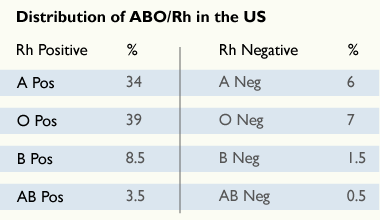 Distribution of ABO/Rh in the US
Rh Positive % Rh Negative %
A Pos 34 A Neg 6
O Pos 39 O Neg 7
B Pos 8.5 B Neg 1.5
AB Pos 3.5 AB Neg 0.5